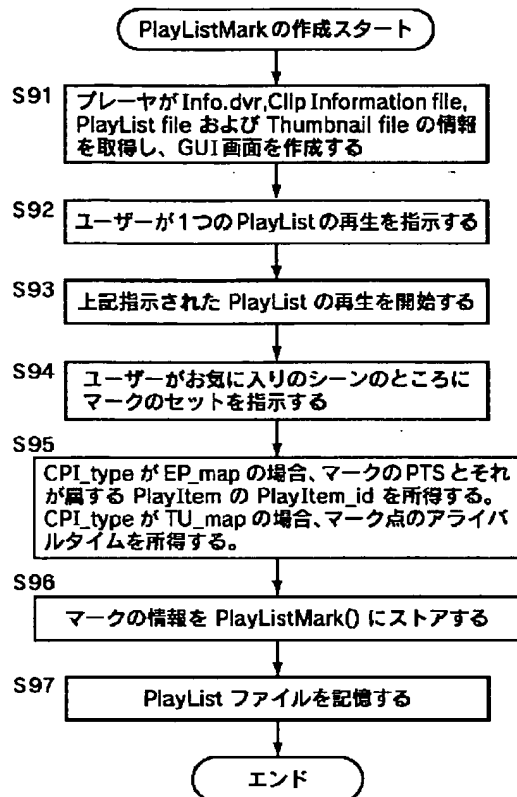 PlayListMarkの作成スタート
S91
プレーヤがInfo.dvr,Clip Information file,
PlayList file および Thumbnail file の情報
を取得し、GUI画面を作成する
S92
ユーザーが1つのPlayListの再生を指示する
S93
上記指示された PlayList の再生を開始する
S94
ユーザーがお気に入りのシーンのところに
マークのセットを指示する
S95
CPI_type が EP_map の場合、マークの PTS とそれ
が属する PlayItem の PlayItem_id を所得する。
CPI_type が TU_map の場合、マーク点のアライバ
ルタイムを所得する。
S96
マークの情報を PlayListMark() にストアする
S97
PlayList ファイルを記憶する
エンド